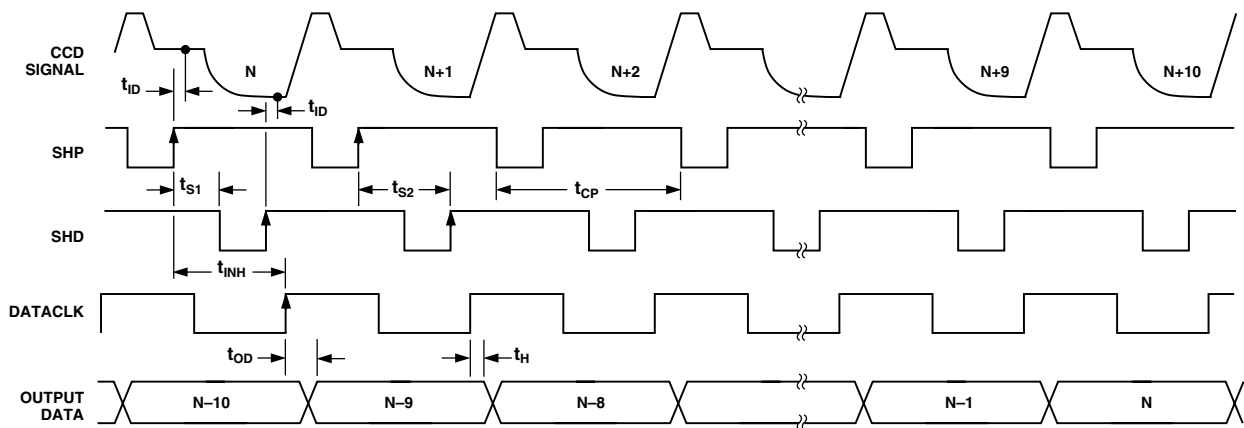 CCD
SIGNAL
N
N+1
N+2
N+9
N+10
tID
tID
SHP
tS1
tS2
tCP
SHD
tINH
DATACLK
tOD
tH
OUTPUT
DATA
N–10
N–9
N–8
N–1
N